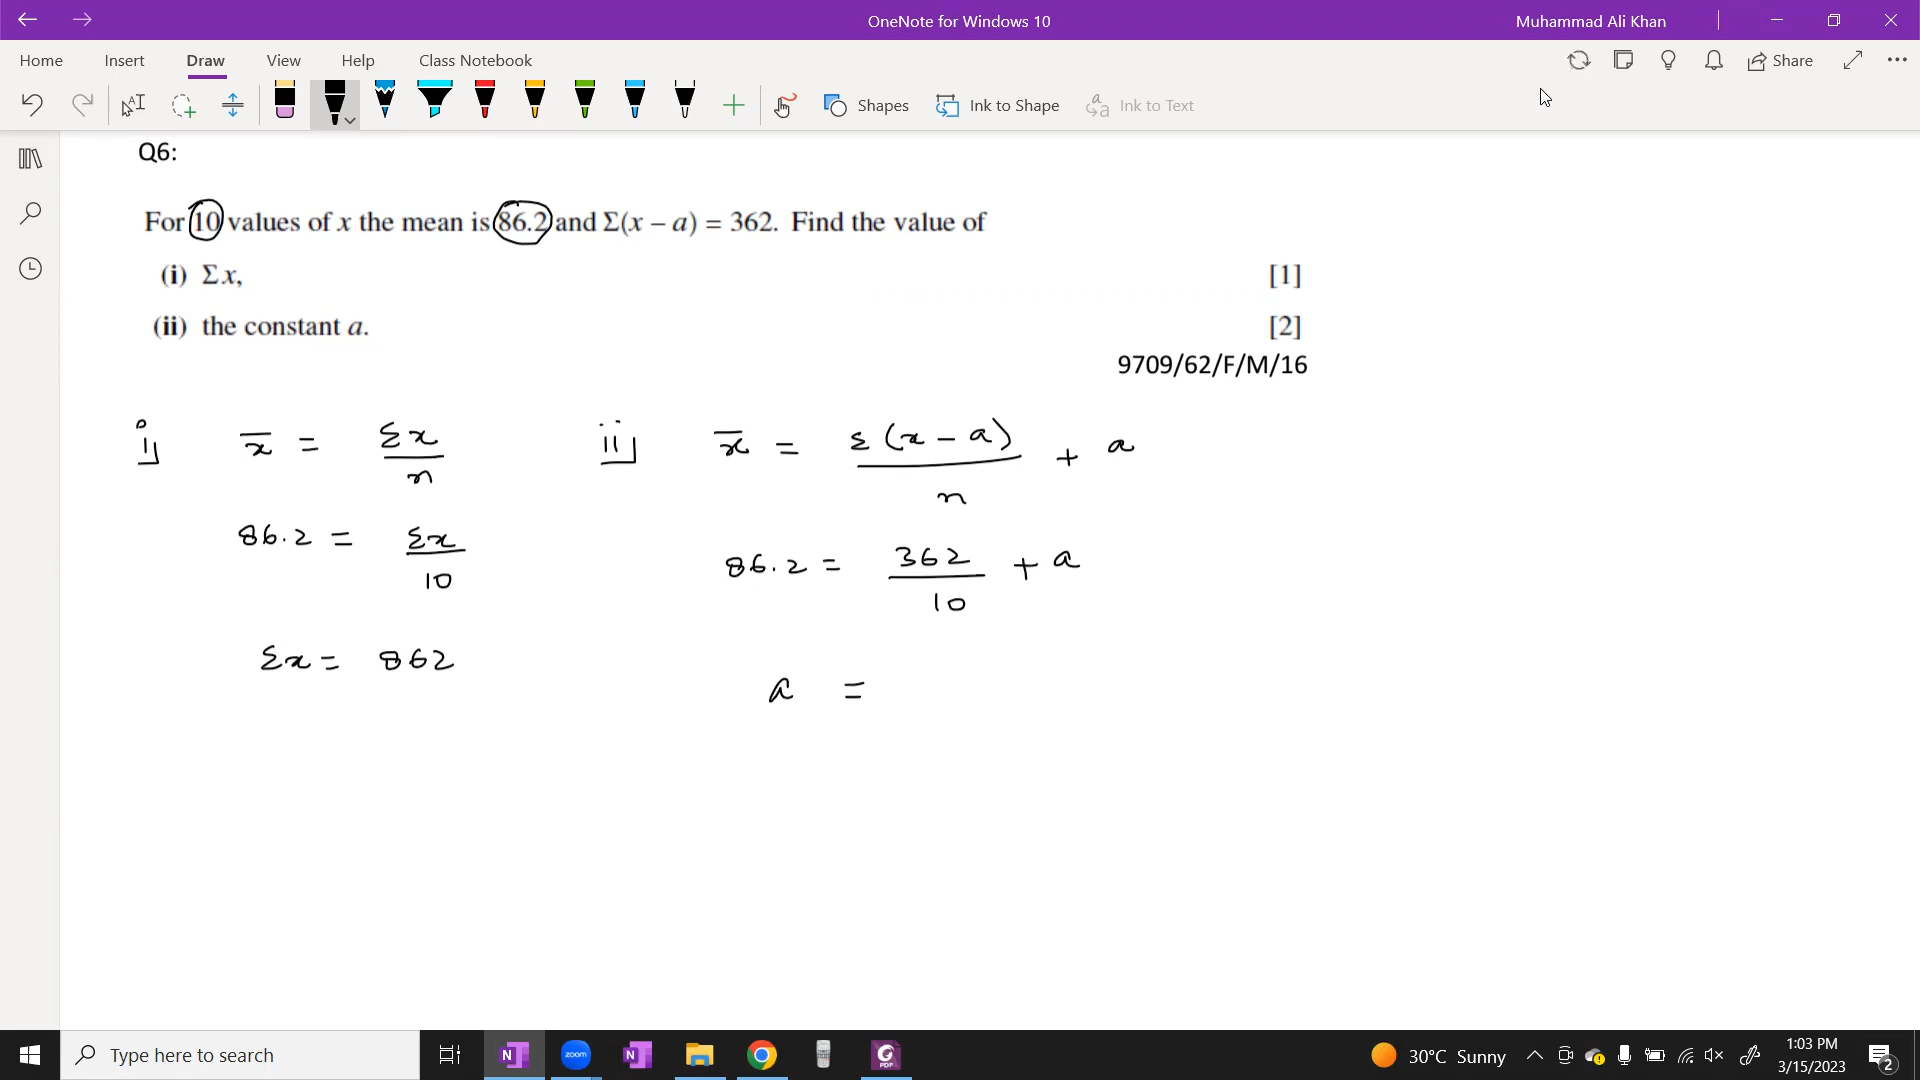 OneNote for Windows 10
Muhammad Ali Khan
Home Insert Draw View Help Class Notebook
Share
Shapes Ink to Shape Ink to Text
Q6:
For 10 values of x the mean is 86.2 and Σ(x – a) = 362. Find the value of
(i) Σx, [1]
(ii) the constant a. [2]
9709/62/F/M/16
i) x̄ = Σx / n
86.2 = Σx / 10
Σx = 862
ii) x̄ = Σ(x – a) / n + a
86.2 = 362 / 10 + a
a =
Type here to search
zoom
PDF
30°C Sunny
1:03 PM
3/15/2023
2